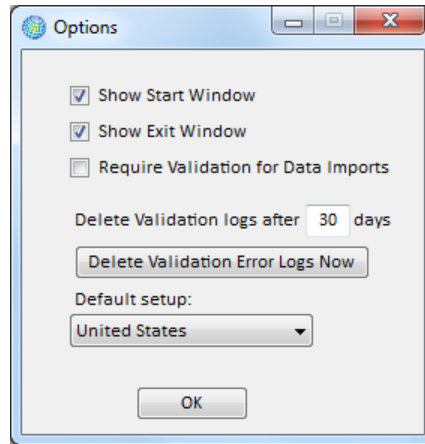 Options
Show Start Window
Show Exit Window
Require Validation for Data Imports
Delete Validation logs after 30 days
Delete Validation Error Logs Now
Default setup:
United States
OK